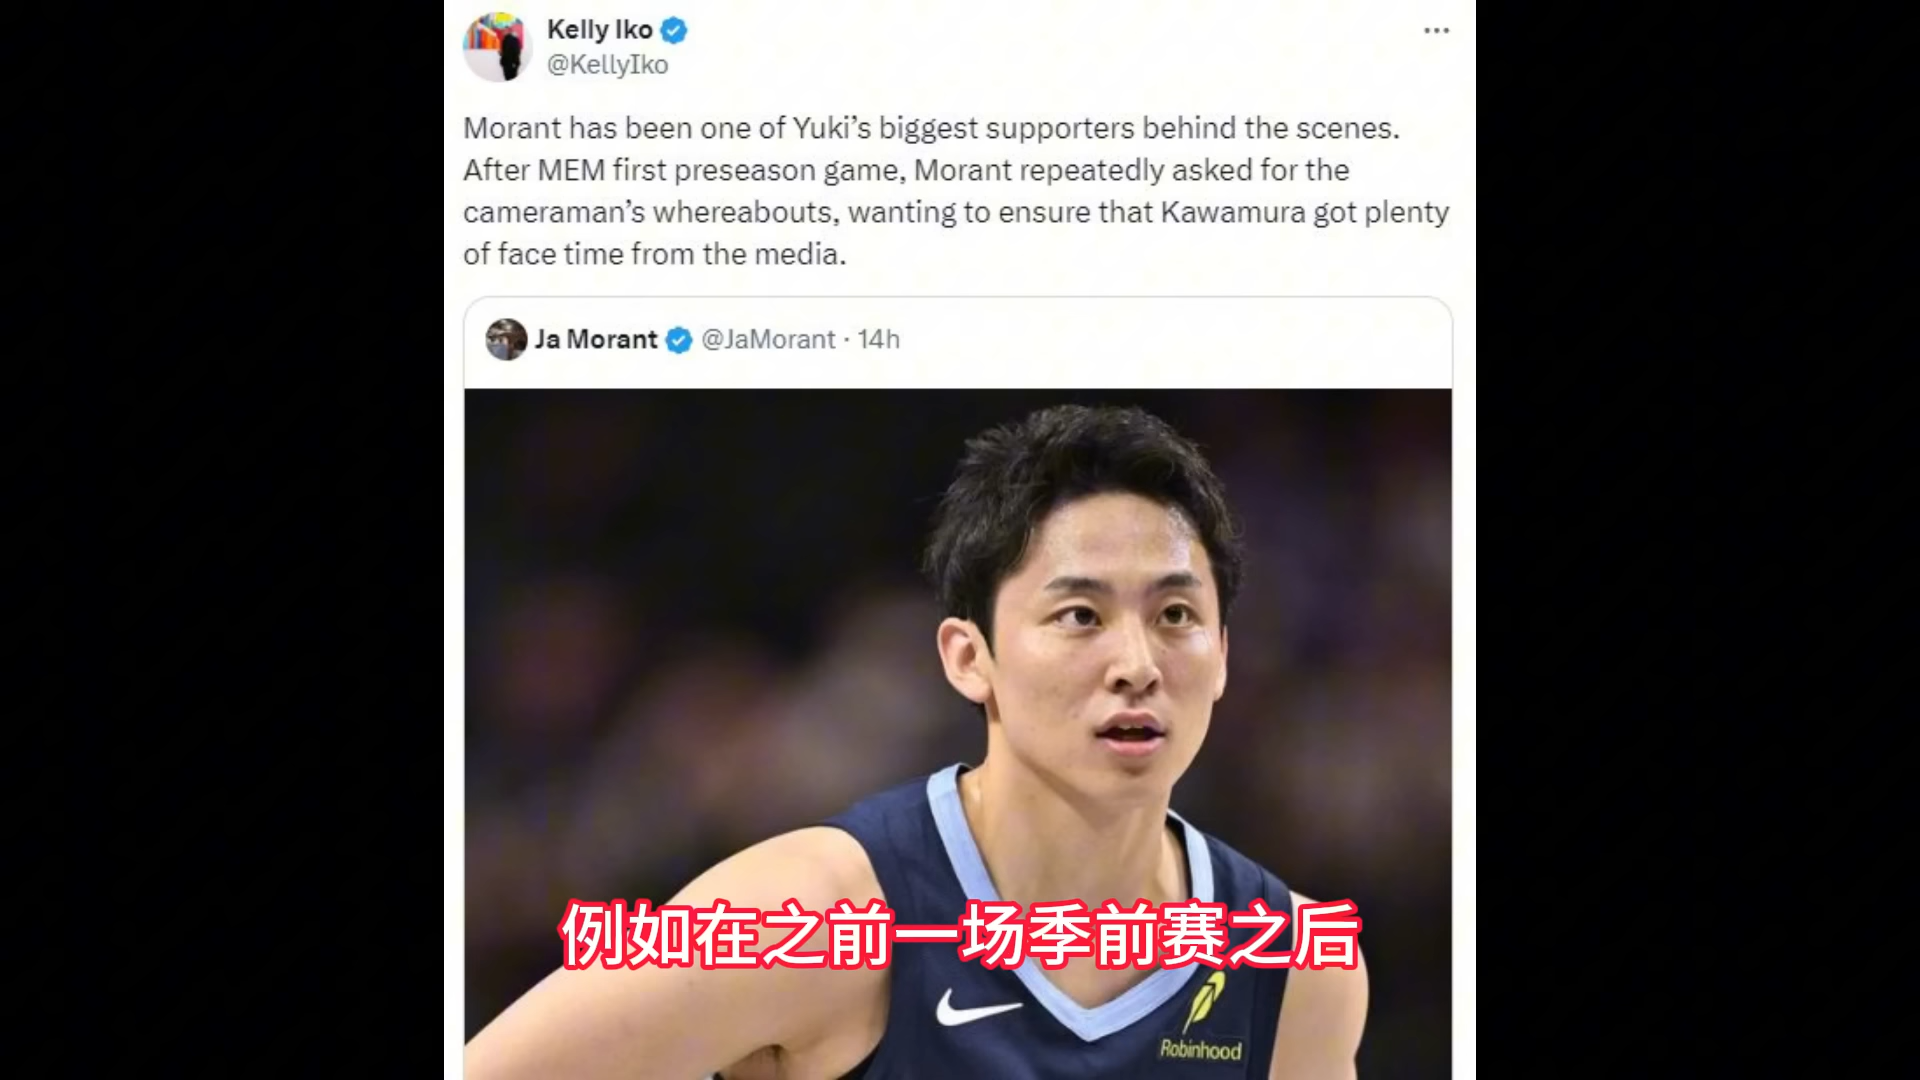 Kelly Iko
@KellyIko
Morant has been one of Yuki’s biggest supporters behind the scenes.
After MEM first preseason game, Morant repeatedly asked for the
cameraman’s whereabouts, wanting to ensure that Kawamura got plenty
of face time from the media.
Ja Morant @JaMorant · 14h
例如在之前一场季前赛之后
Robinhood